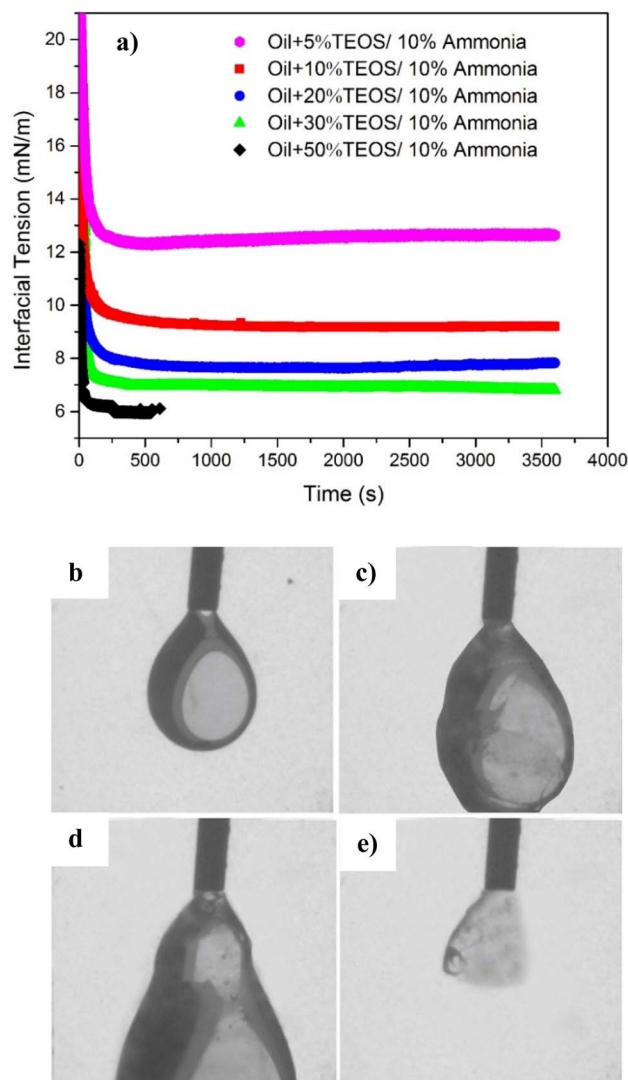 a)
Oil+5%TEOS/ 10% Ammonia
Oil+10%TEOS/ 10% Ammonia
Oil+20%TEOS/ 10% Ammonia
Oil+30%TEOS/ 10% Ammonia
Oil+50%TEOS/ 10% Ammonia
Interfacial Tension (mN/m)
20
18
16
14
12
10
8
6
0 500 1000 1500 2000 2500 3000 3500 4000
Time (s)
b c)
d e)